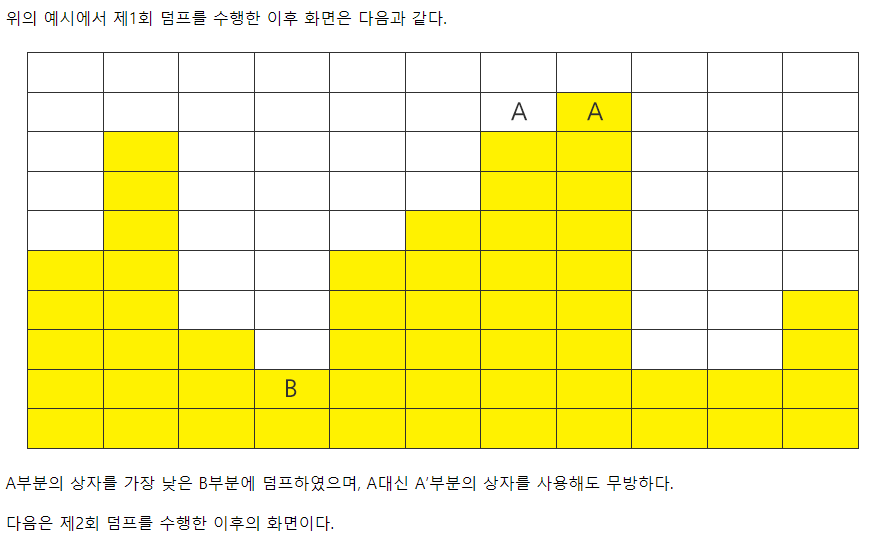 위의 예시에서 제1회 덤프를 수행한 이후 화면은 다음과 같다.
A A
B
A부분의 상자를 가장 낮은 B부분에 덤프하였으며, A대신 A’부분의 상자를 사용해도 무방하다.
다음은 제2회 덤프를 수행한 이후의 화면이다.